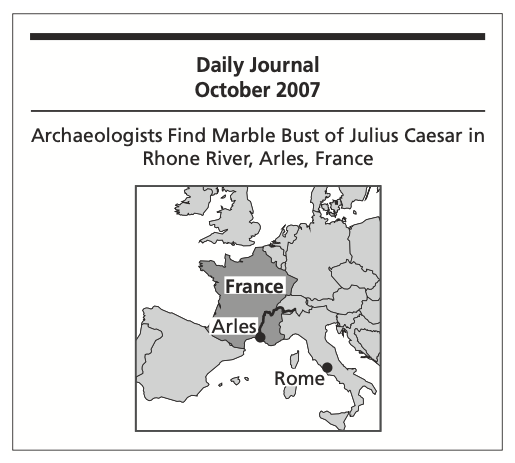 Daily Journal
October 2007
Archaeologists Find Marble Bust of Julius Caesar in
Rhone River, Arles, France
France
Arles
Rome